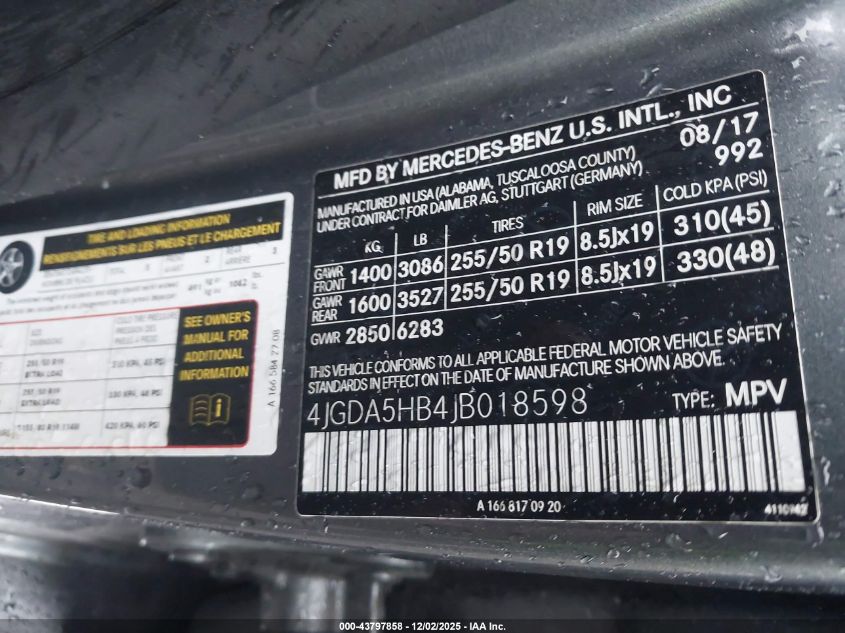 TIRE AND LOADING INFORMATION
RENSEIGNEMENTS SUR LES PNEUS ET LE CHARGEMENT
SEE OWNER'S
MANUAL FOR
ADDITIONAL
INFORMATION
A 166 584 77 08
MFD BY MERCEDES-BENZ U.S. INTL., INC
08/17
MANUFACTURED IN USA (ALABAMA, TUSCALOOSA COUNTY)
992
UNDER CONTRACT FOR DAIMLER AG, STUTTGART (GERMANY)
KG LB TIRES RIM SIZE COLD KPA (PSI)
GAWR FRONT 1400 3086 255/50 R19 8.5Jx19 310(45)
GAWR REAR 1600 3527 255/50 R19 8.5Jx19 330(48)
GVWR 2850 6283
THIS VEHICLE CONFORMS TO ALL APPLICABLE FEDERAL MOTOR VEHICLE SAFETY
STANDARDS IN EFFECT ON THE DATE OF MANUFACTURE SHOWN ABOVE.
4JGDA5HB4JB018598 TYPE: MPV
A 166 817 09 20
000-43797858 - 12/02/2025 - IAA Inc.